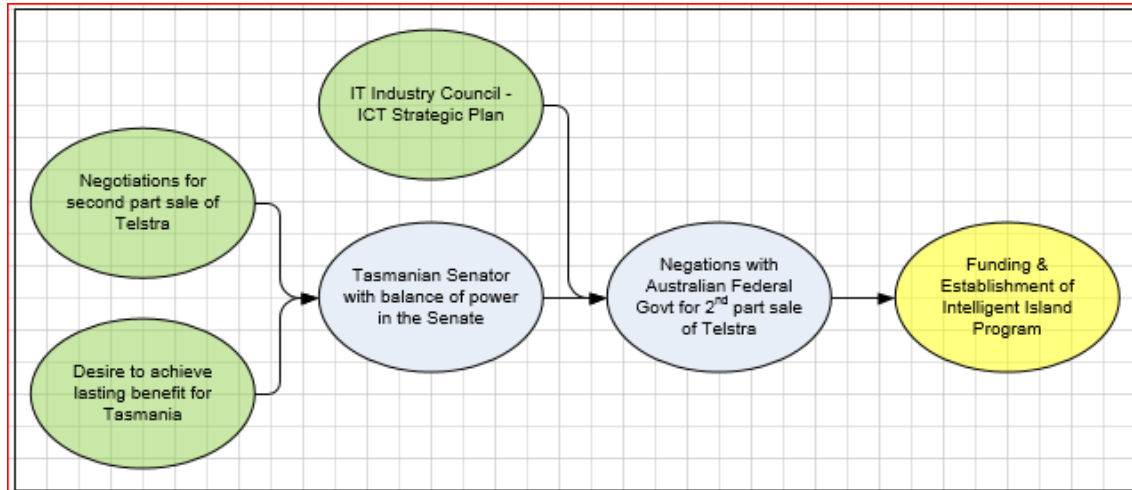 IT Industry Council -
ICT Strategic Plan
Negotiations for
second part sale of
Telstra
Tasmanian Senator
with balance of power
in the Senate
Negations with
Australian Federal
Govt for 2nd part sale
of Telstra
Funding &
Establishment of
Intelligent Island
Program
Desire to achieve
lasting benefit for
Tasmania